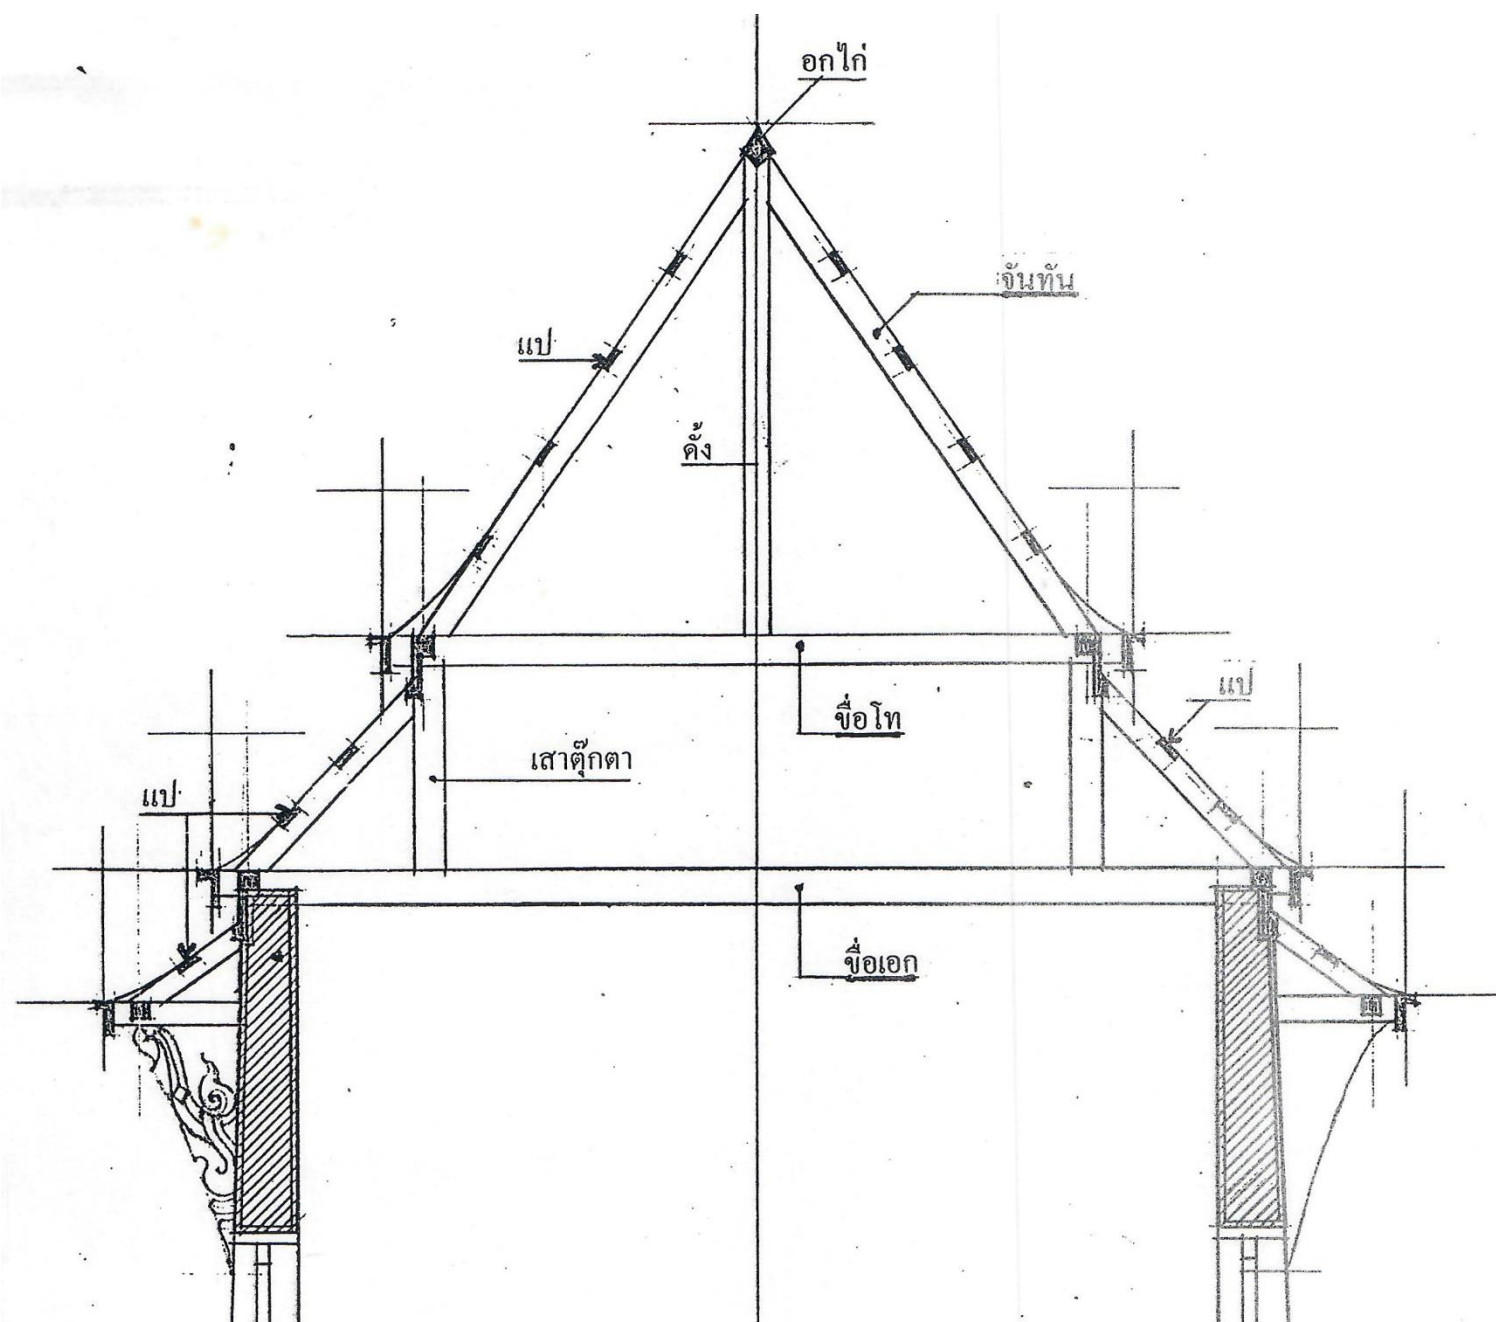 อกไก่
จันทัน
แป
ดั้ง
แป
ขื่อโท
เสาตุ๊กตา
แป
ขื่อเอก